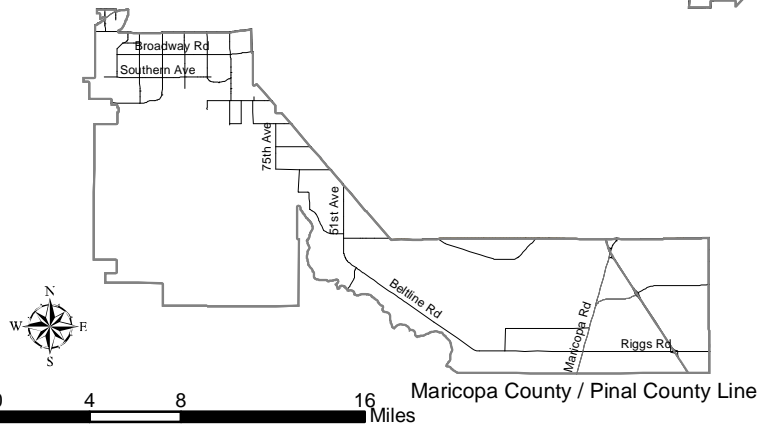 Broadway Rd
Southern Ave
75th Ave
51st Ave
Beltline Rd
Maricopa Rd
Riggs Rd
N
W E
S
Maricopa County / Pinal County Line
0 4 8 16
Miles